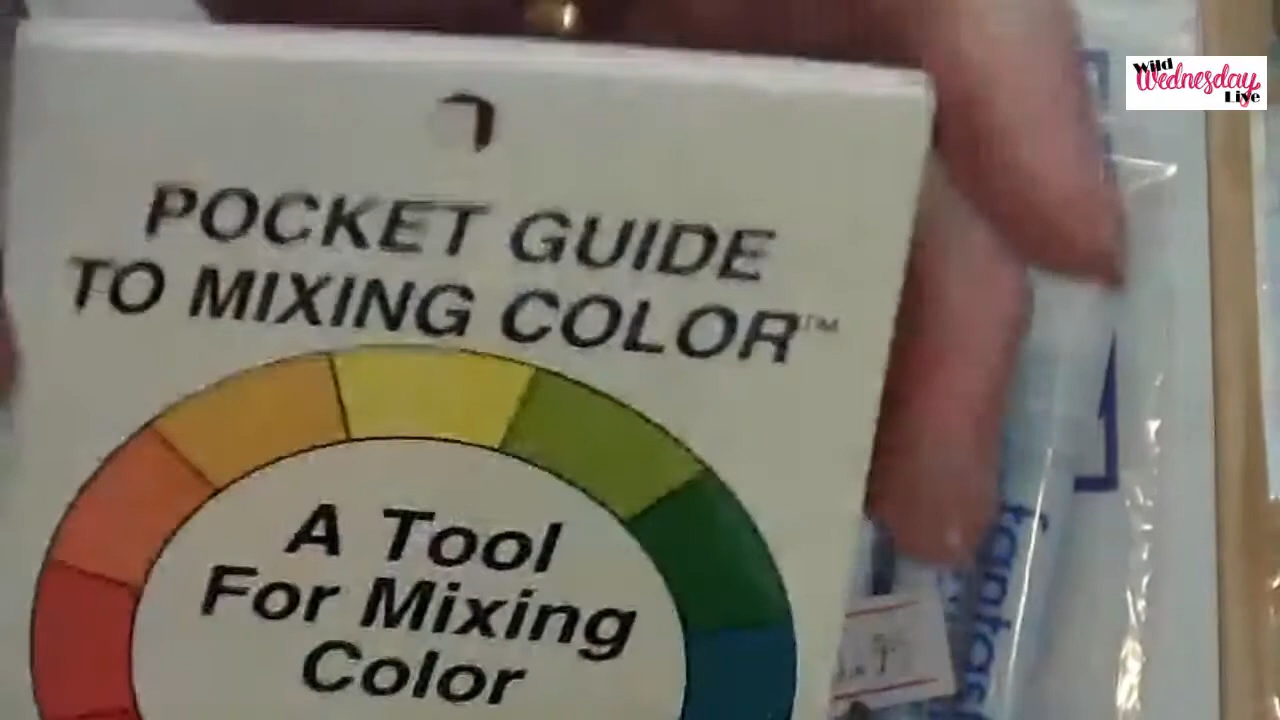 Wild
Wednesday
Live
POCKET GUIDE
TO MIXING COLOR™
A Tool
For Mixing
Color